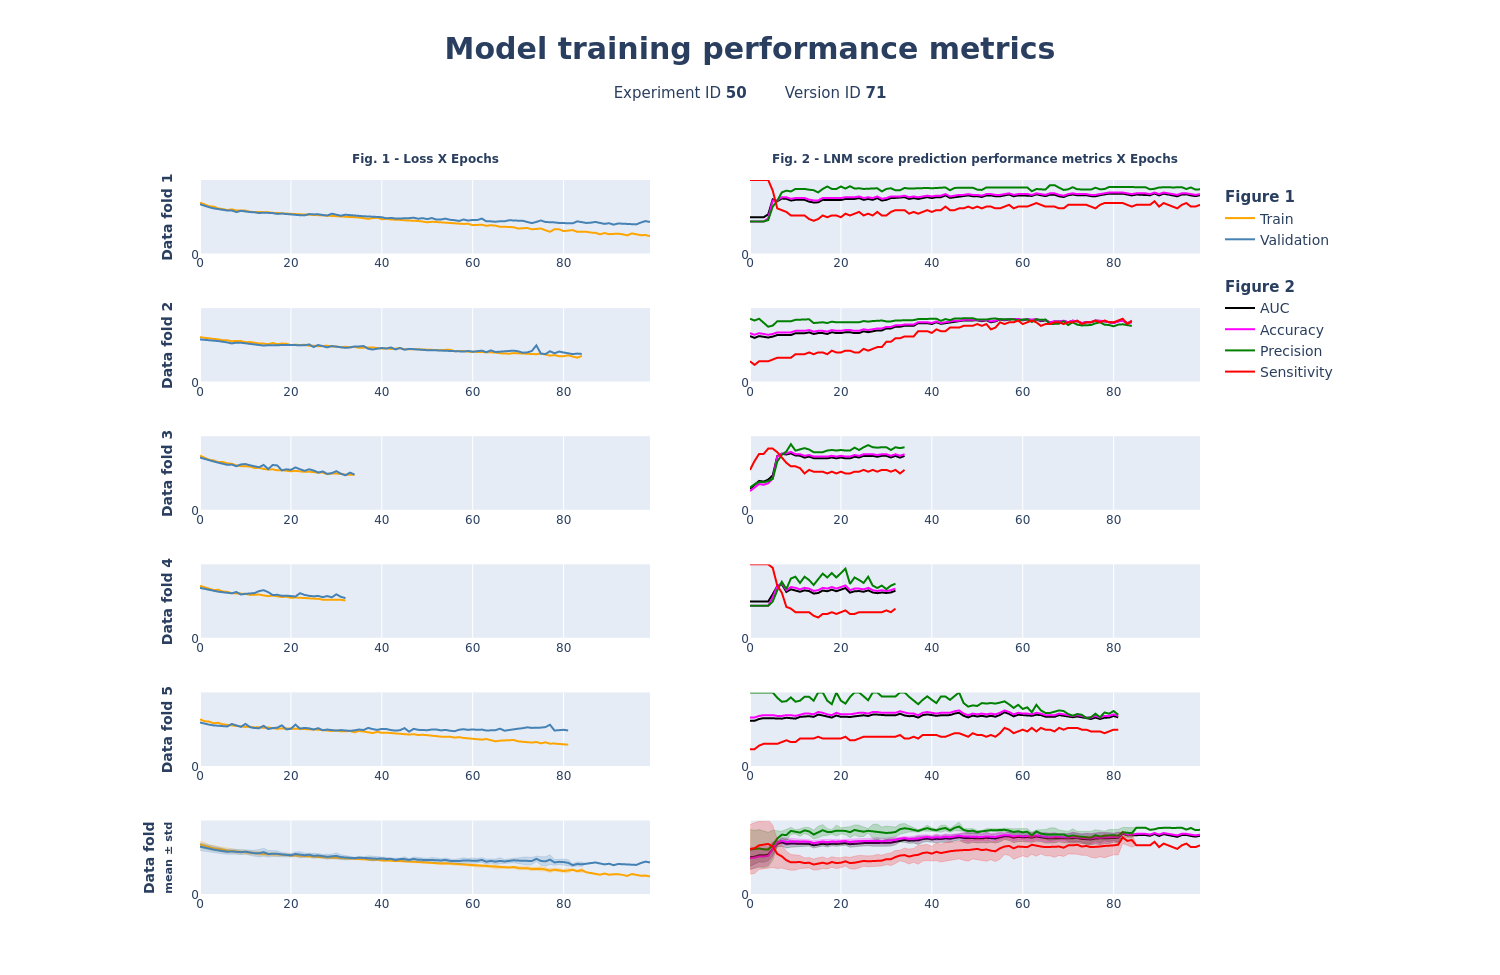 Model training performance metrics
Experiment ID 50 Version ID 71
Fig. 1 - Loss X Epochs
Fig. 2 - LNM score prediction performance metrics X Epochs
Data fold 1
0
0 20 40 60 80
0
0 20 40 60 80
Figure 1
Train
Validation
Figure 2
AUC
Accuracy
Precision
Sensitivity
Data fold 2
0
0 20 40 60 80
0
0 20 40 60 80
Data fold 3
0
0 20 40 60 80
0
0 20 40 60 80
Data fold 4
0
0 20 40 60 80
0
0 20 40 60 80
Data fold 5
0
0 20 40 60 80
0
0 20 40 60 80
Data fold
mean ± std
0
0 20 40 60 80
0
0 20 40 60 80